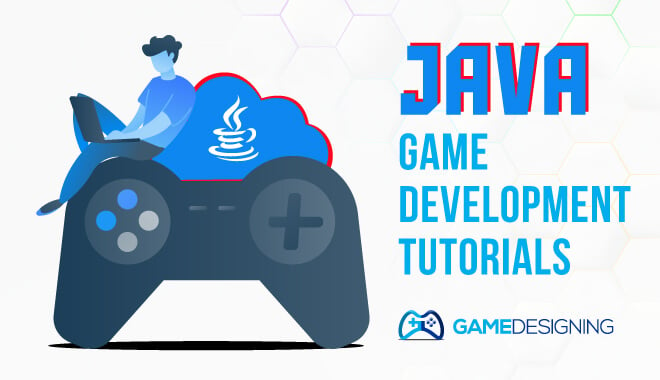 JAVA
GAME
DEVELOPMENT
TUTORIALS
GAMEDESIGNING